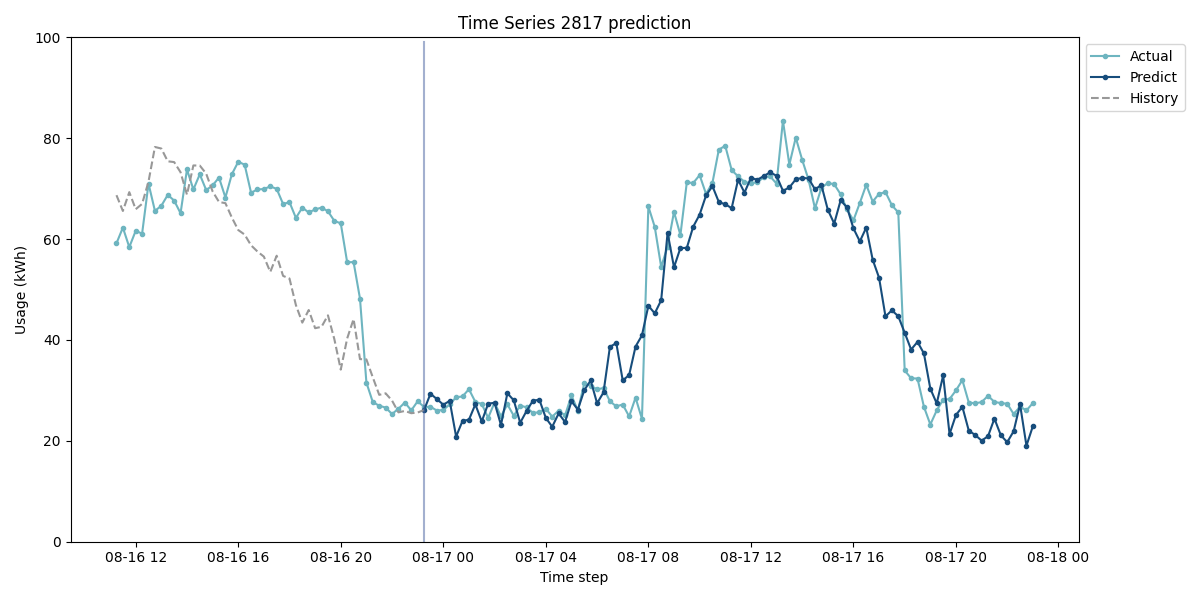 Time Series 2817 prediction
100
80
60
40
20
0
Usage (kWh)
08-16 12
08-16 16
08-16 20
08-17 00
08-17 04
08-17 08
08-17 12
08-17 16
08-17 20
08-18 00
Time step
Actual
Predict
History